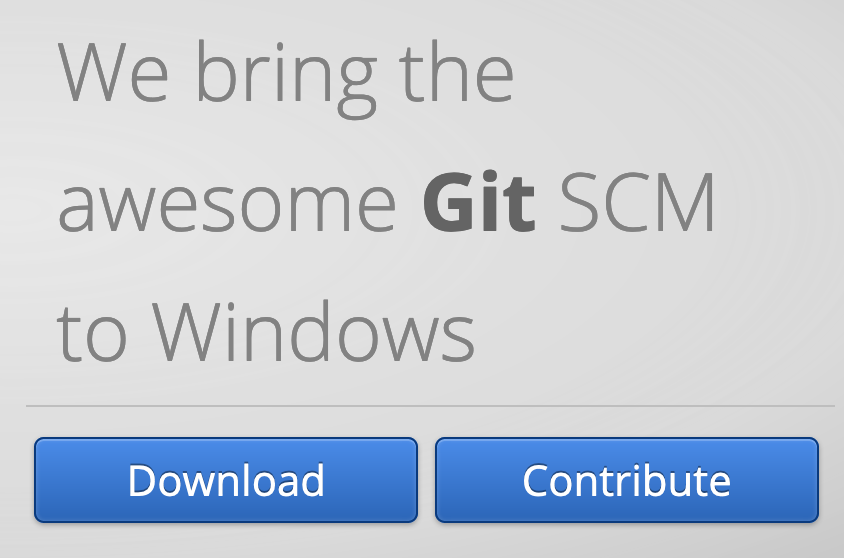 We bring the
awesome Git SCM
to Windows
Download
Contribute